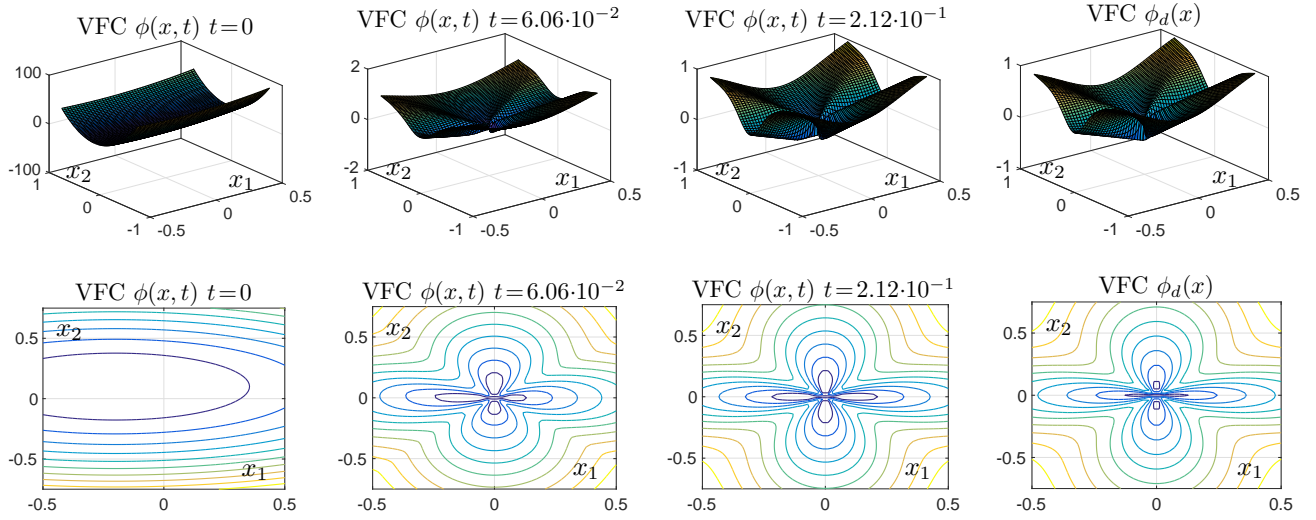 VFC ϕ(x, t) t=0
100
0
-100
1
x2
0
-1
-0.5
0
x1
0.5
VFC ϕ(x, t) t=6.06·10−2
2
0
-2
1
x2
0
-1
-0.5
0
x1
0.5
VFC ϕ(x, t) t=2.12·10−1
1
0
-1
1
x2
0
-1
-0.5
0
x1
0.5
VFC ϕd(x)
1
0
-1
1
x2
0
-1
-0.5
0
x1
0.5
VFC ϕ(x, t) t=0
0.5
x2
0
-0.5
x1
-0.5 0 0.5
VFC ϕ(x, t) t=6.06·10−2
0.5
x2
0
-0.5
x1
-0.5 0 0.5
VFC ϕ(x, t) t=2.12·10−1
0.5
x2
0
-0.5
x1
-0.5 0 0.5
VFC ϕd(x)
0.5
x2
0
-0.5
x1
-0.5 0 0.5